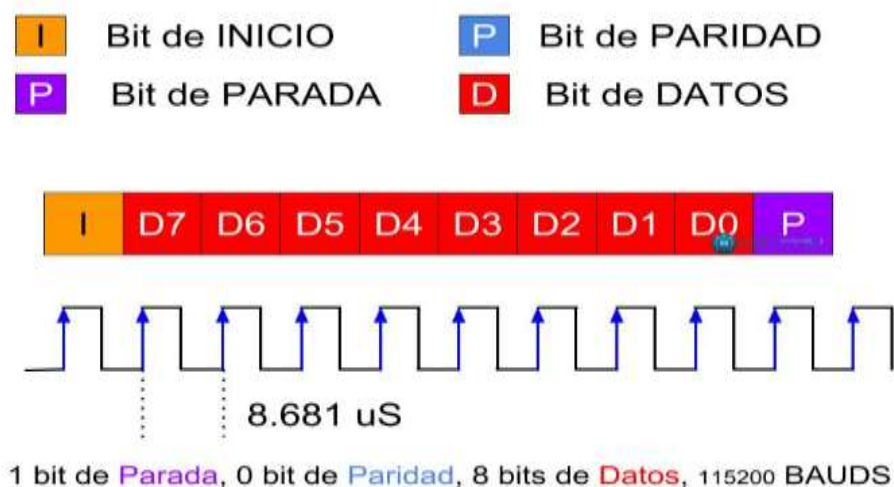 I Bit de INICIO P Bit de PARIDAD
P Bit de PARADA D Bit de DATOS
I D7 D6 D5 D4 D3 D2 D1 D0 P
8.681 uS
1 bit de Parada, 0 bit de Paridad, 8 bits de Datos, 115200 BAUDS